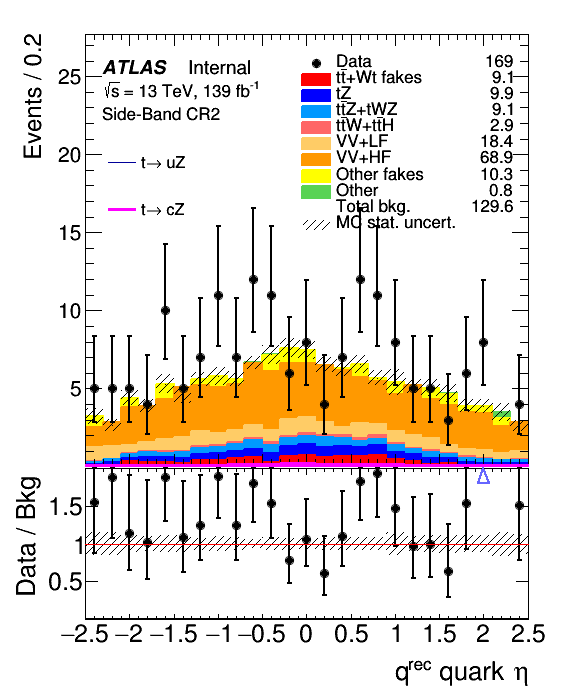 Events / 0.2
25
20
15
10
5
ATLAS Internal
√s = 13 TeV, 139 fb⁻¹
Side-Band CR2
t→ uZ
t→ cZ
Data 169
tt̄+Wt fakes 9.1
tZ 9.9
tt̄Z+tWZ 9.1
tt̄W+tt̄H 2.9
VV+LF 18.4
VV+HF 68.9
Other fakes 10.3
Other 0.8
Total bkg. 129.6
MC stat. uncert.
Data / Bkg
1.5
1
0.5
−2.5 −2 −1.5 −1 −0.5 0 0.5 1 1.5 2 2.5
qʳᵉᶜ quark η